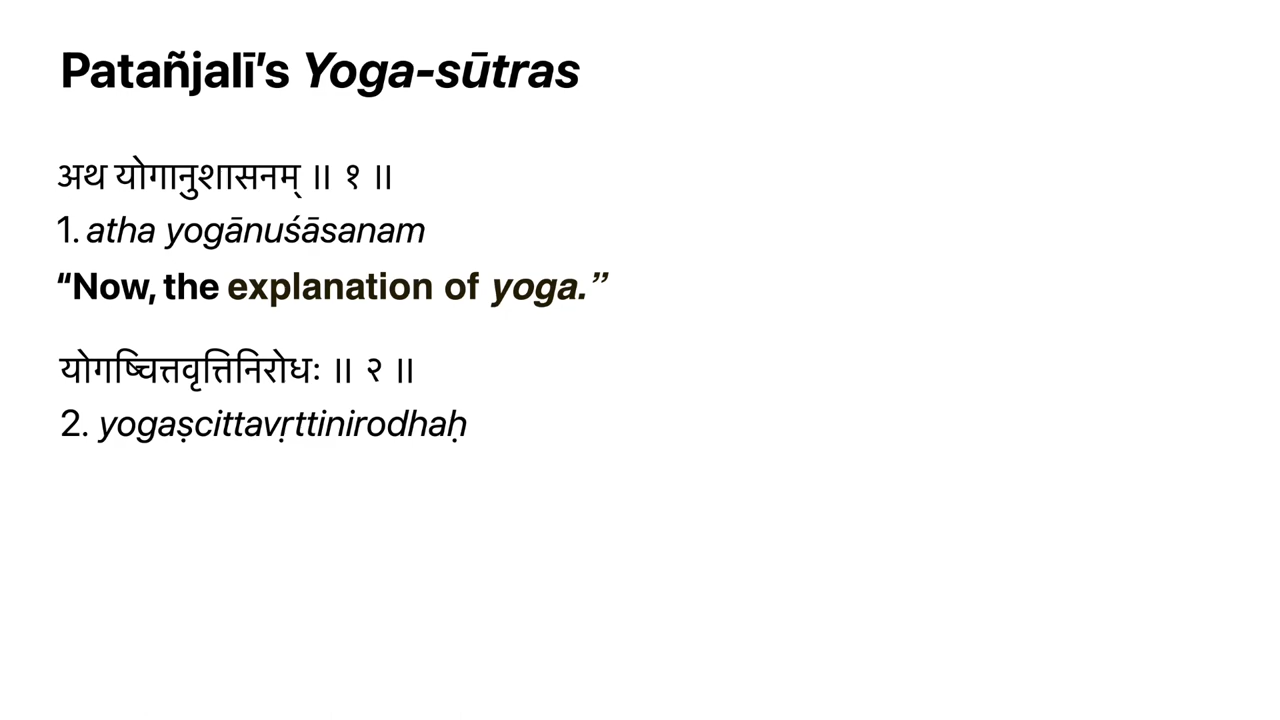 Patañjalī's Yoga-sūtras
अथ योगानुशासनम् ॥ १ ॥
1. atha yogānuśāsanam
“Now, the explanation of yoga.”
योगष्चित्तवृत्तिनिरोधः ॥ २ ॥
2. yogaṣcittavṛttinirodhaḥ